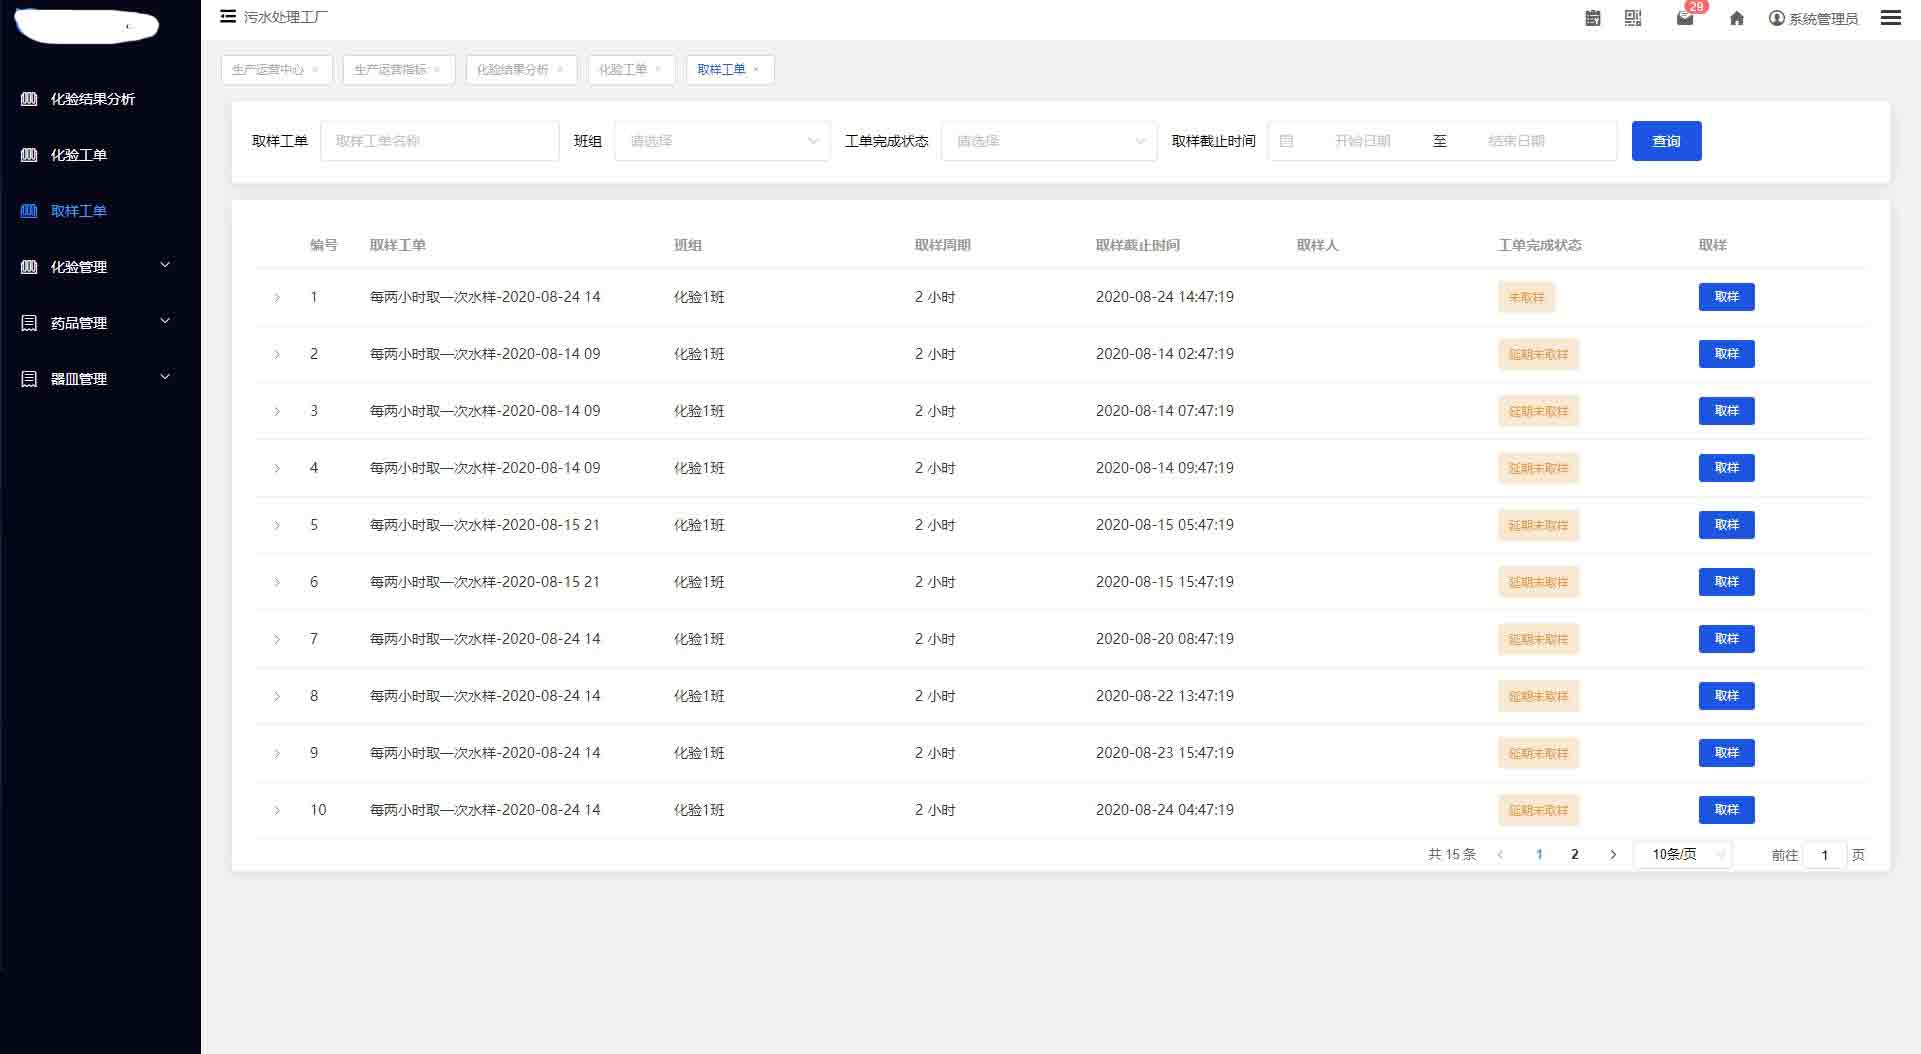 污水处理工厂
29
系统管理员
化验结果分析
化验工单
取样工单
化验管理
药品管理
器皿管理
生产运营中心 × 生产运营指标 × 化验结果分析 × 化验工单 × 取样工单 ×
取样工单 取样工单名称 班组 请选择 工单完成状态 请选择 取样截止时间 开始日期 至 结束日期 查询
编号 取样工单 班组 取样周期 取样截止时间 取样人 工单完成状态 取样
1 每两小时取一次水样-2020-08-24 14 化验1班 2 小时 2020-08-24 14:47:19 未取样 取样
2 每两小时取一次水样-2020-08-14 09 化验1班 2 小时 2020-08-14 02:47:19 延期未取样 取样
3 每两小时取一次水样-2020-08-14 09 化验1班 2 小时 2020-08-14 07:47:19 延期未取样 取样
4 每两小时取一次水样-2020-08-14 09 化验1班 2 小时 2020-08-14 09:47:19 延期未取样 取样
5 每两小时取一次水样-2020-08-15 21 化验1班 2 小时 2020-08-15 05:47:19 延期未取样 取样
6 每两小时取一次水样-2020-08-15 21 化验1班 2 小时 2020-08-15 15:47:19 延期未取样 取样
7 每两小时取一次水样-2020-08-24 14 化验1班 2 小时 2020-08-20 08:47:19 延期未取样 取样
8 每两小时取一次水样-2020-08-24 14 化验1班 2 小时 2020-08-22 13:47:19 延期未取样 取样
9 每两小时取一次水样-2020-08-24 14 化验1班 2 小时 2020-08-23 15:47:19 延期未取样 取样
10 每两小时取一次水样-2020-08-24 14 化验1班 2 小时 2020-08-24 04:47:19 延期未取样 取样
共 15 条 < 1 2 > 10条/页 前往 1 页